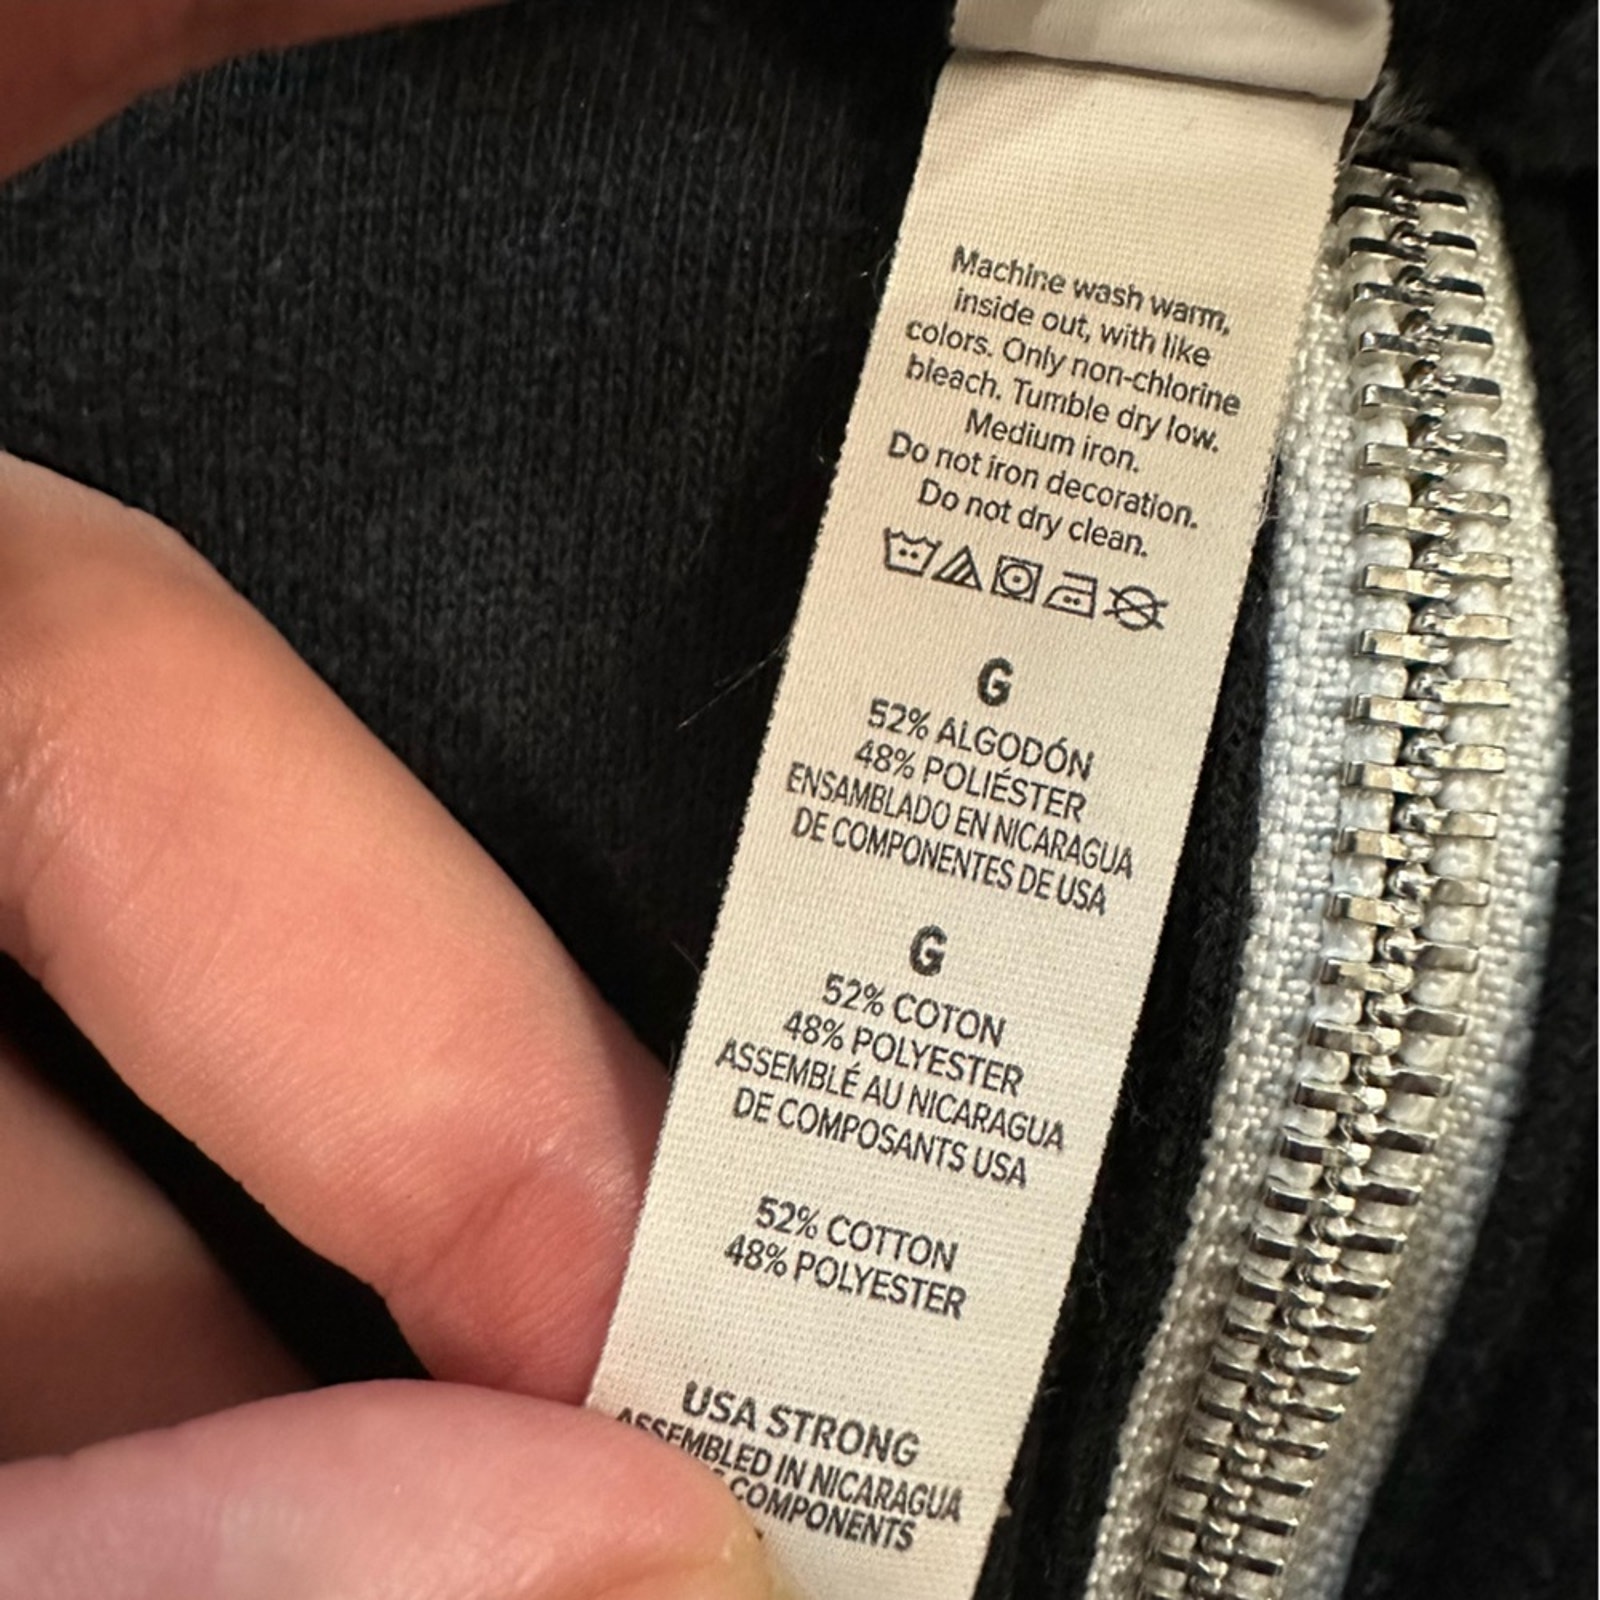 Machine wash warm,
inside out, with like
colors. Only non-chlorine
bleach. Tumble dry low.
Medium iron.
Do not iron decoration.
Do not dry clean.
G
52% ALGODÓN
48% POLIÉSTER
ENSAMBLADO EN NICARAGUA
DE COMPONENTES DE USA
G
52% COTON
48% POLYESTER
ASSEMBLÉ AU NICARAGUA
DE COMPOSANTS USA
52% COTTON
48% POLYESTER
USA STRONG
ASSEMBLED IN NICARAGUA
COMPONENTS